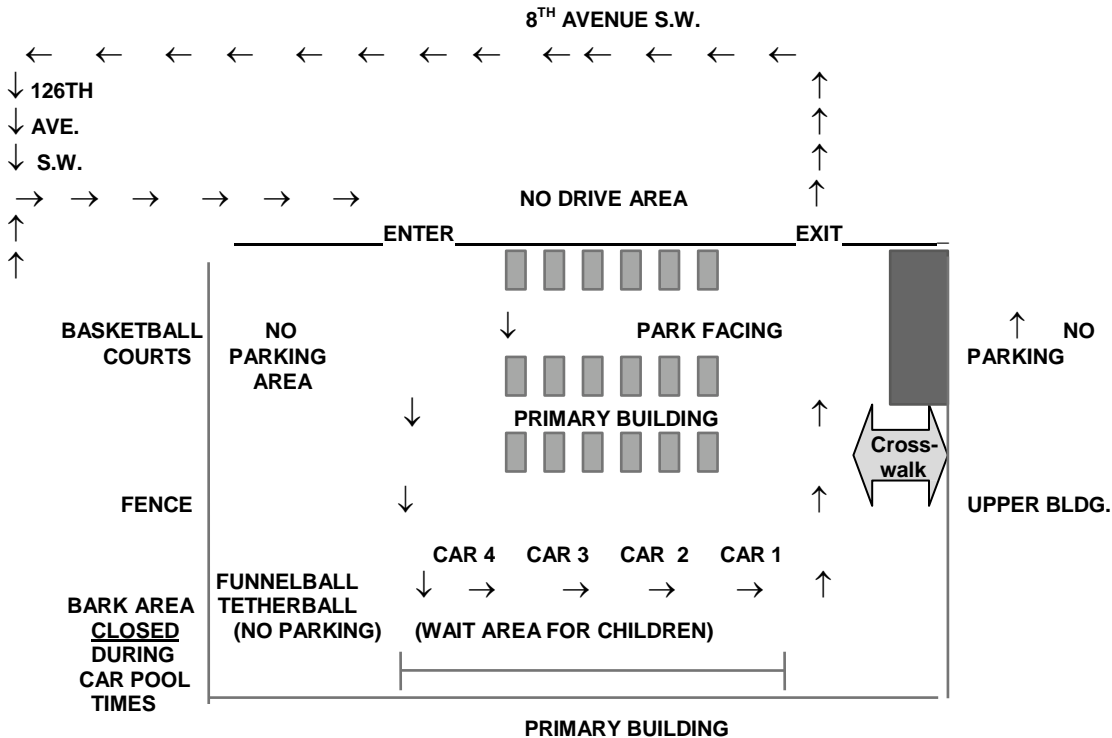 8TH AVENUE S.W.
126TH
AVE.
S.W.
NO DRIVE AREA
ENTER
EXIT
BASKETBALL
COURTS
NO
PARKING
AREA
PARK FACING
NO
PARKING
PRIMARY BUILDING
Cross-
walk
FENCE
UPPER BLDG.
CAR 4
CAR 3
CAR 2
CAR 1
FUNNELBALL
TETHERBALL
(NO PARKING)
(WAIT AREA FOR CHILDREN)
BARK AREA
CLOSED
DURING
CAR POOL
TIMES
PRIMARY BUILDING